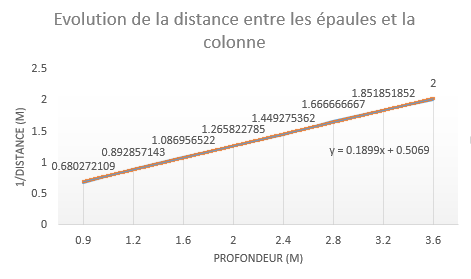 Evolution de la distance entre les épaules et la
colonne
2.5
2
1.5
1
0.5
0
1/DISTANCE (M)
0.680272109
0.892857143
1.086956522
1.265822785
1.449275362
1.666666667
1.851851852
2
y = 0.1899x + 0.5069
0.9 1.2 1.6 2 2.4 2.8 3.2 3.6
PROFONDEUR (M)